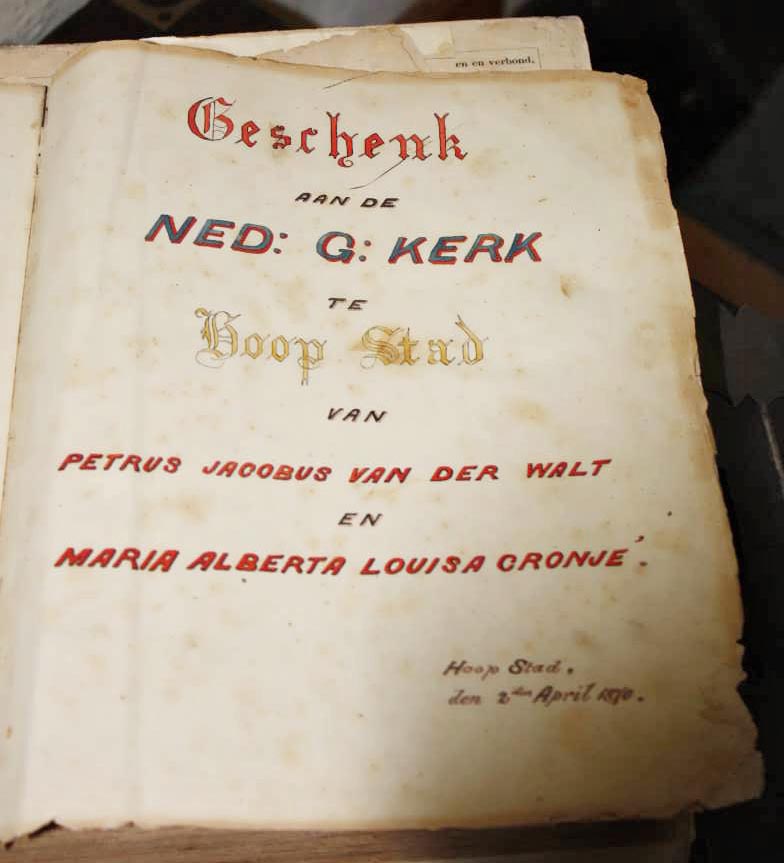 en en verbond,
Geschenk
AAN DE
NED: G: KERK
TE
Hoop Stad
VAN
PETRUS JACOBUS VAN DER WALT
EN
MARIA ALBERTA LOUISA CRONJE´.
Hoop Stad.
den 2den April